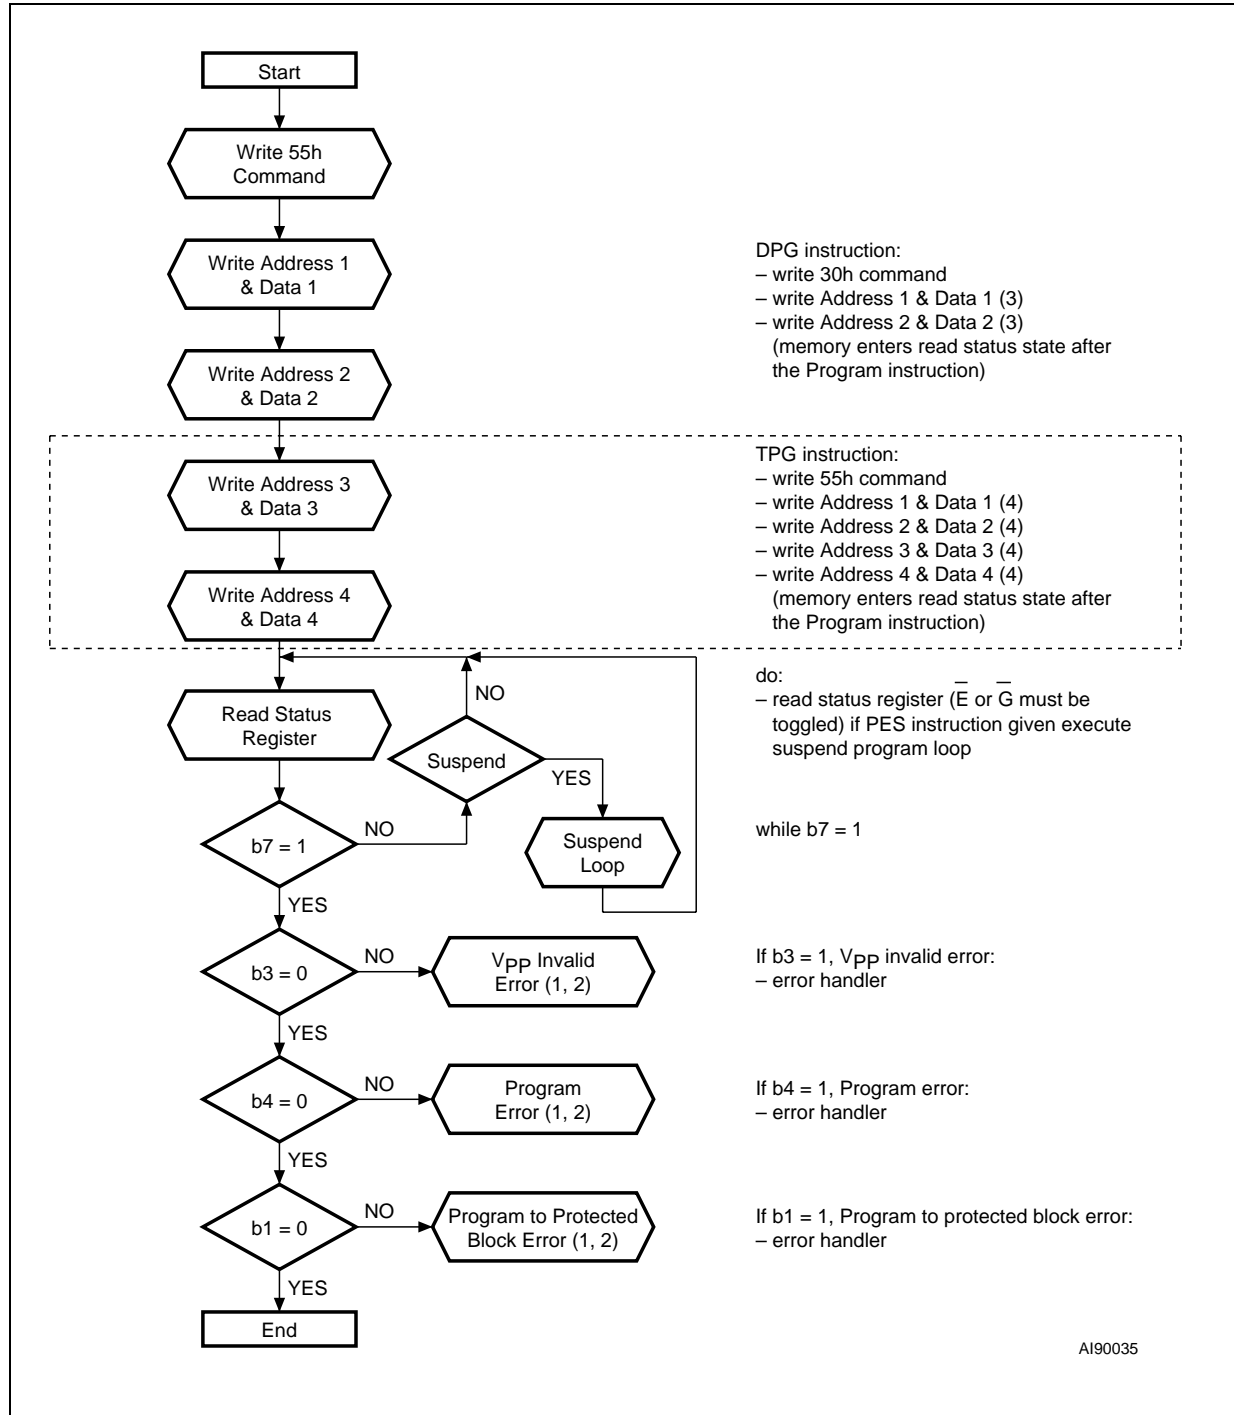 Start
Write 55h
Command
Write Address 1
& Data 1
DPG instruction:
– write 30h command
– write Address 1 & Data 1 (3)
– write Address 2 & Data 2 (3)
(memory enters read status state after
the Program instruction)
Write Address 2
& Data 2
Write Address 3
& Data 3
Write Address 4
& Data 4
TPG instruction:
– write 55h command
– write Address 1 & Data 1 (4)
– write Address 2 & Data 2 (4)
– write Address 3 & Data 3 (4)
– write Address 4 & Data 4 (4)
(memory enters read status state after
the Program instruction)
Read Status
Register
NO
Suspend
YES
Suspend
Loop
do:
– read status register (E̅ or G̅ must be
toggled) if PES instruction given execute
suspend program loop
b7 = 1
NO
YES
while b7 = 1
b3 = 0
NO
YES
VPP Invalid
Error (1, 2)
If b3 = 1, VPP invalid error:
– error handler
b4 = 0
NO
YES
Program
Error (1, 2)
If b4 = 1, Program error:
– error handler
b1 = 0
NO
YES
Program to Protected
Block Error (1, 2)
If b1 = 1, Program to protected block error:
– error handler
End
AI90035